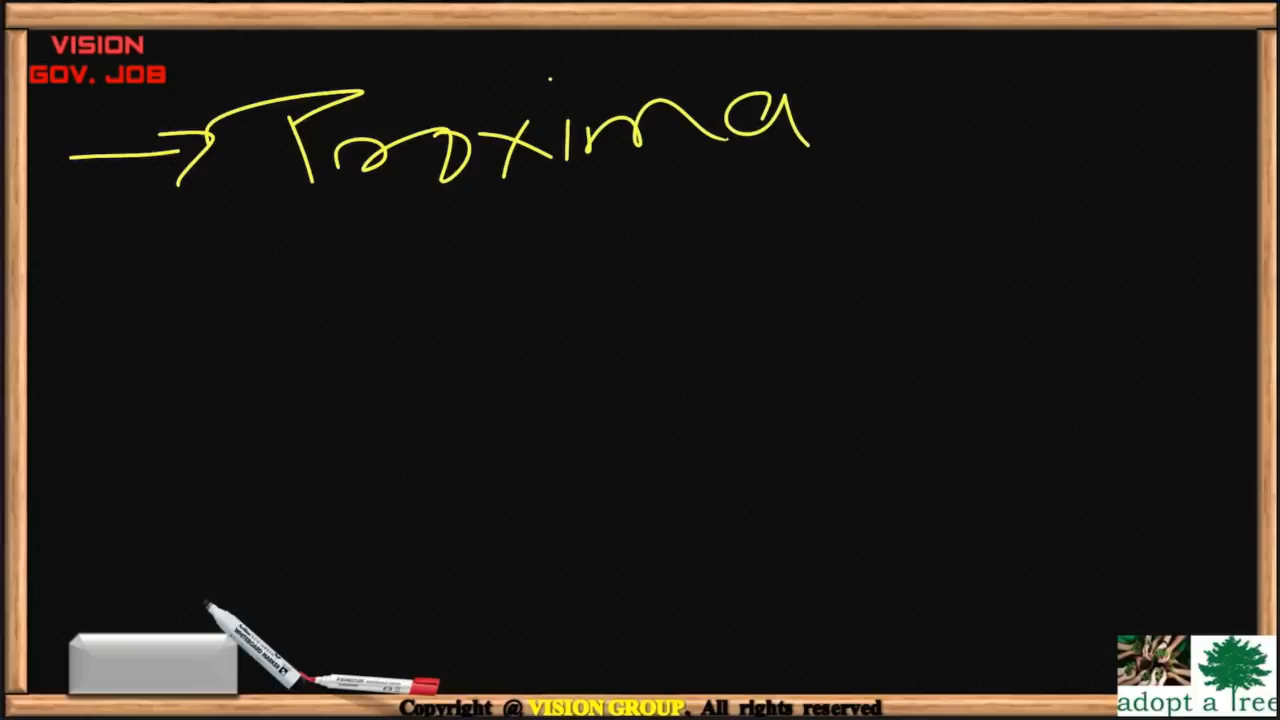 VISION
GOV. JOB
→ Proxima
Copyright @ VISION GROUP, All rights reserved
adopt a Tree